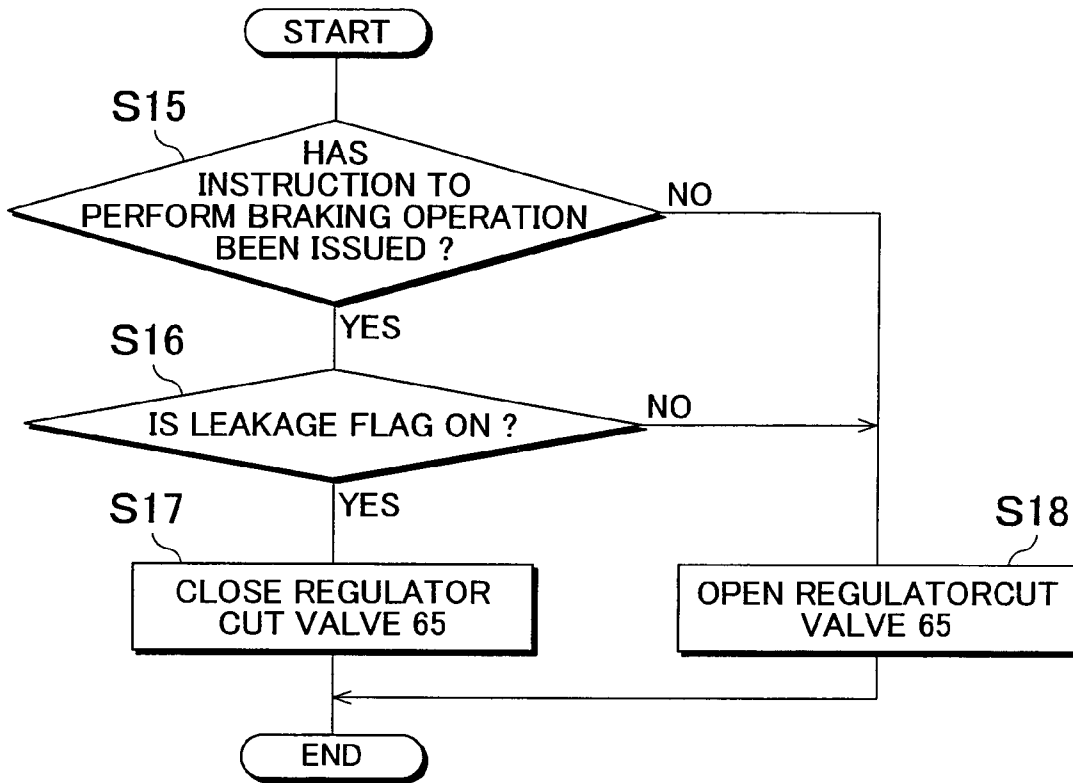 START
S15
HAS
INSTRUCTION TO
PERFORM BRAKING OPERATION
BEEN ISSUED ?
NO
YES
S16
IS LEAKAGE FLAG ON ?
NO
YES
S17
CLOSE REGULATOR
CUT VALVE 65
S18
OPEN REGULATORCUT
VALVE 65
END